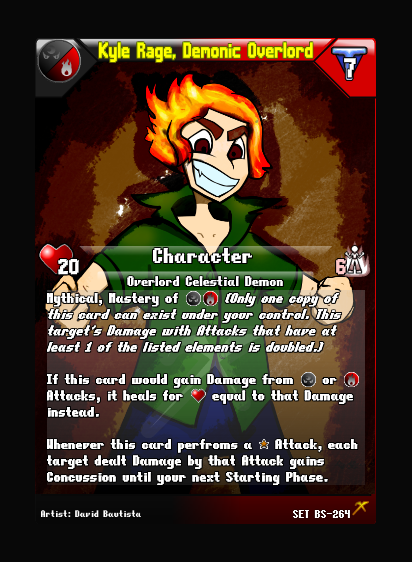 Kyle Rage, Demonic Overlord
7
Character
20
6
Overlord Celestial Demon
Mythical, Mastery of (Only one copy of
this card can exist under your control. This
target's Damage with Attacks that have at
least 1 of the listed elements is doubled.)
If this card would gain Damage from or
Attacks, it heals for equal to that Damage
instead.
Whenever this card perfroms a Attack, each
target dealt Damage by that Attack gains
Concussion until your next Starting Phase.
Artist: David Bautista
SET BS-264